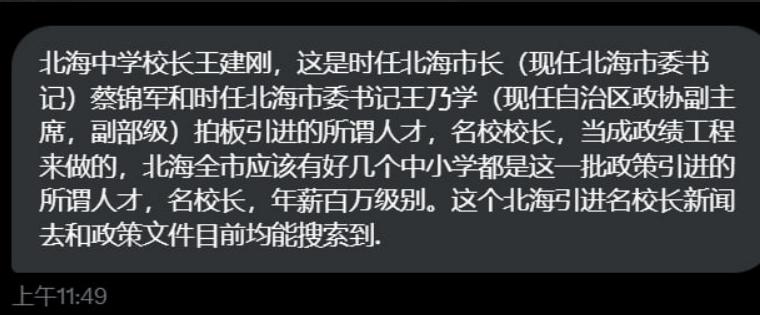 北海中学校长王建刚，这是时任北海市长（现任北海市委书
记）蔡锦军和时任北海市委书记王乃学（现任自治区政协副主
席，副部级）拍板引进的所谓人才，名校校长，当成政绩工程
来做的，北海全市应该有好几个中小学都是这一批政策引进的
所谓人才，名校长，年薪百万级别。这个北海引进名校长新闻
去和政策文件目前均能搜索到.
上午11:49